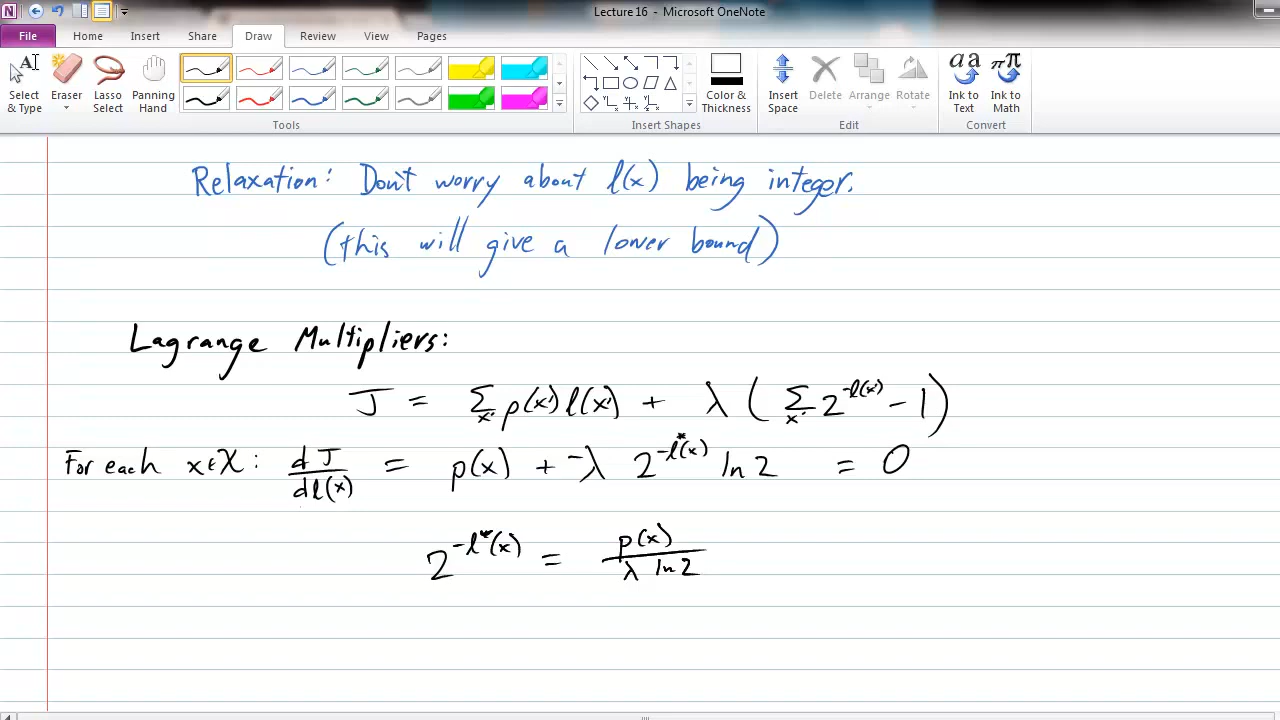 Lecture 16 - Microsoft OneNote
File Home Insert Share Draw Review View Pages
Select & Type
Eraser
Lasso Select
Panning Hand
Color & Thickness
Insert Space
Delete
Arrange
Rotate
Ink to Text
Ink to Math
Tools Insert Shapes Edit Convert
Relaxation: Don't worry about l(x) being integer.
(this will give a lower bound)
Lagrange Multipliers:
J = Σ_x' p(x')l(x') + λ ( Σ_x' 2^{-l(x')} - 1 )
For each x∈X: dJ/dl(x) = p(x) + -λ 2^{-l*(x)} ln 2 = 0
2^{-l*(x)} = p(x)/(λ ln 2)